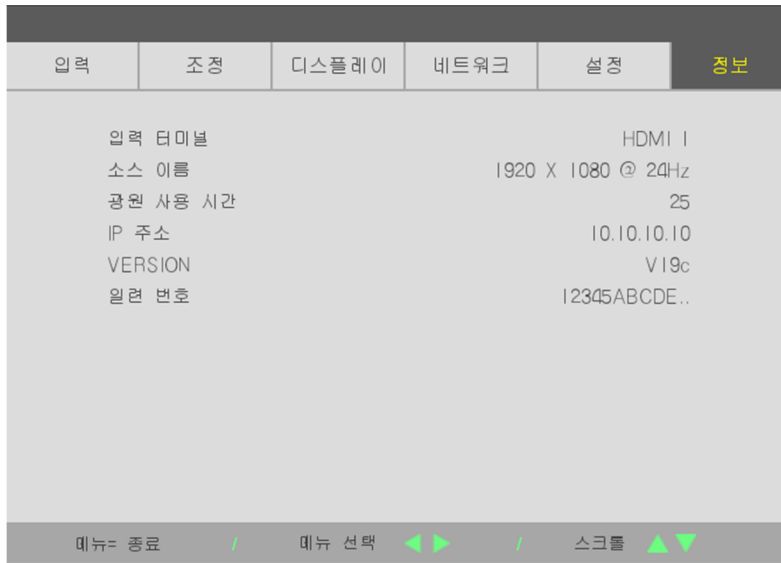 입력 조정 디스플레이 네트워크 설정 정보
입력 터미널 HDMI 1
소스 이름 1920 X 1080 @ 24Hz
광원 사용 시간 25
IP 주소 10.10.10.10
VERSION V19c
일련 번호 12345ABCDE..
메뉴= 종료 / 메뉴 선택 ◀ ▶ / 스크롤 ▲ ▼